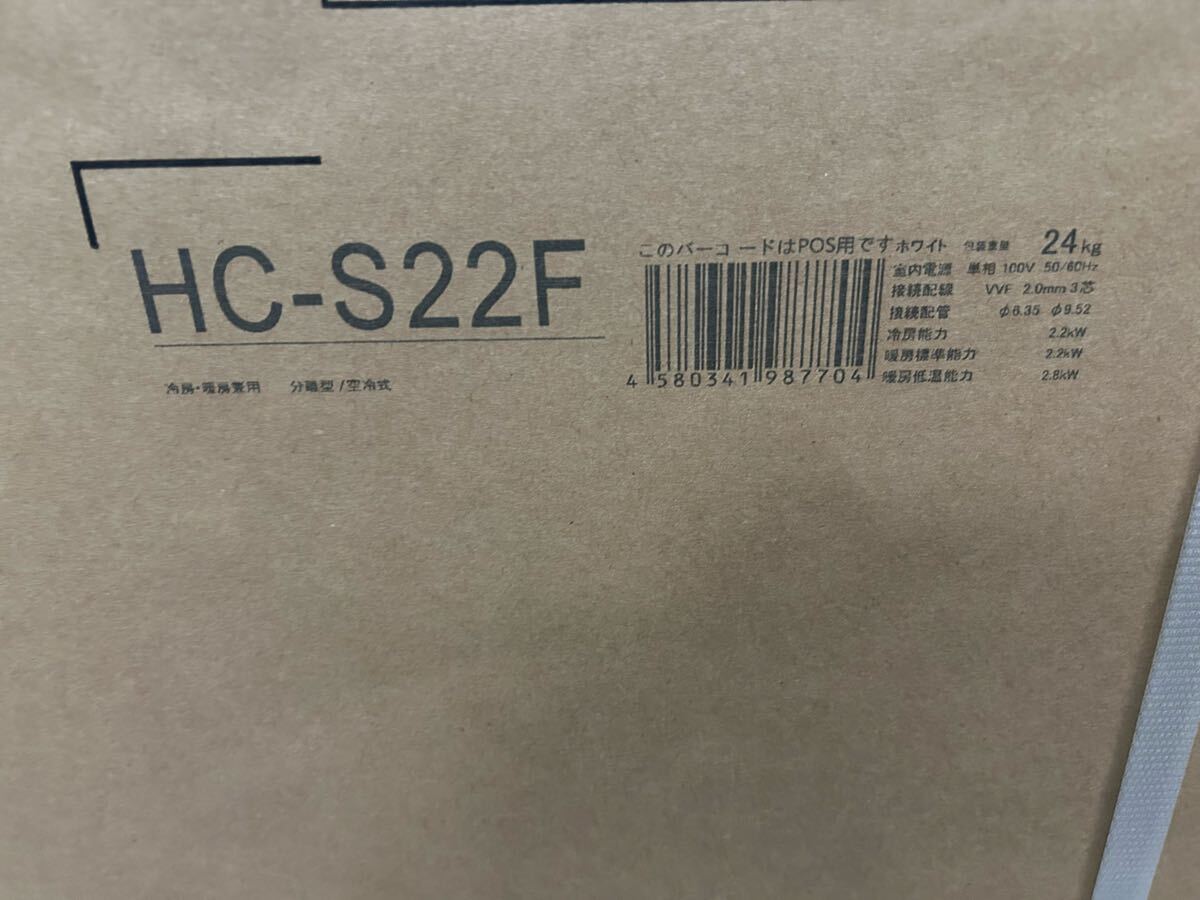 HC-S22F
冷房・暖房兼用 分離型/空冷式
このバーコードはPOS用です
4 580341 987704
ホワイト 包装重量 24kg
室内電源 単相 100V 50/60Hz
接続配線 VVF 2.0mm 3芯
接続配管 φ6.35 φ9.52
冷房能力 2.2kW
暖房標準能力 2.2kW
暖房低温能力 2.8kW